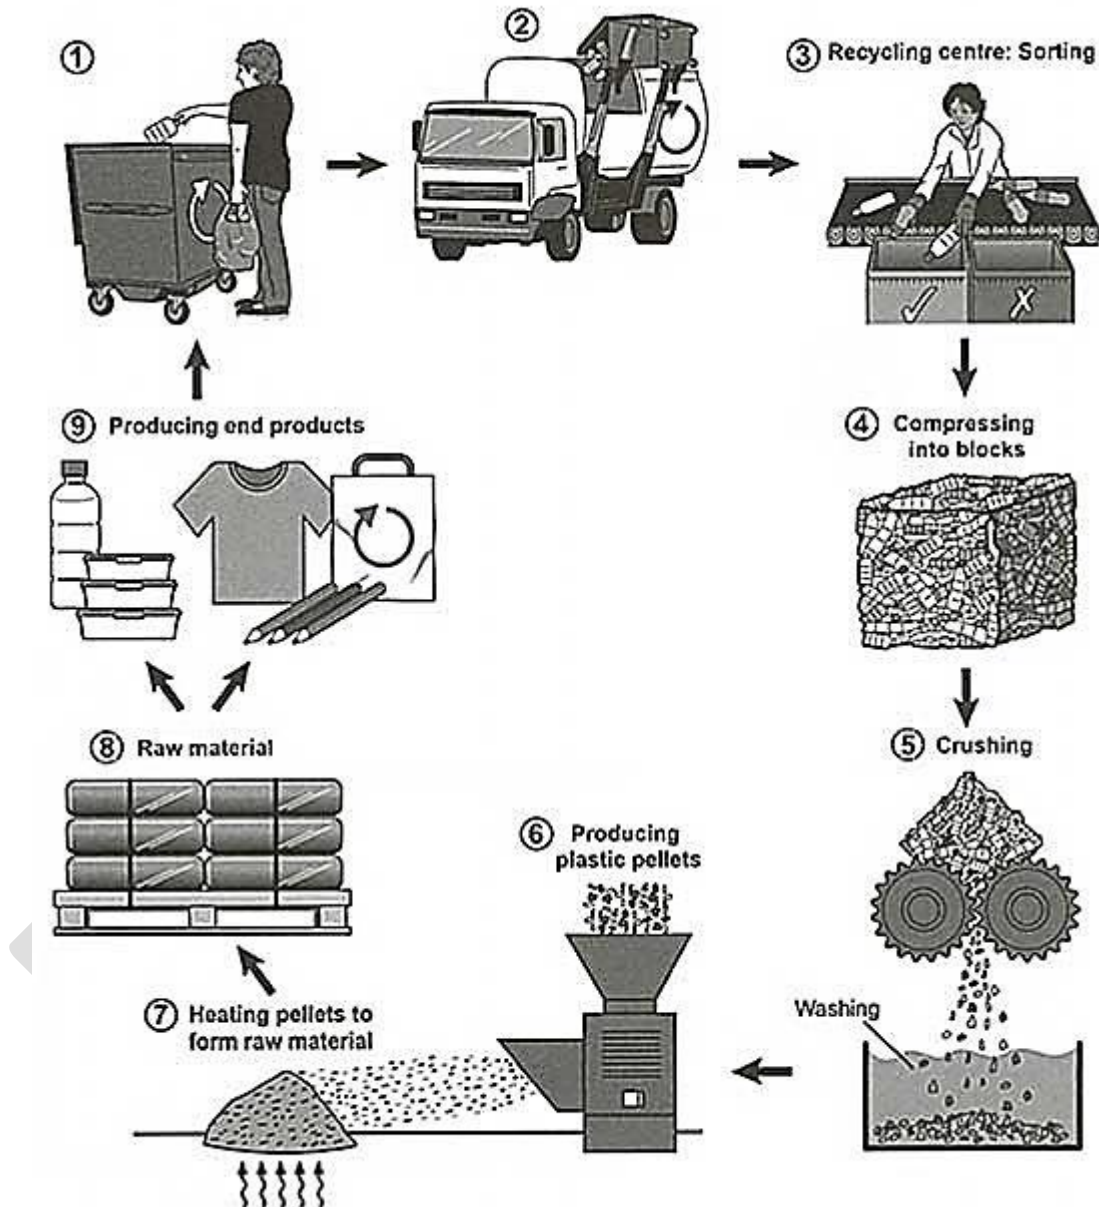 ①
②
③ Recycling centre: Sorting
④ Compressing
into blocks
⑤ Crushing
Washing
⑥ Producing
plastic pellets
⑦ Heating pellets to
form raw material
⑧ Raw material
⑨ Producing end products